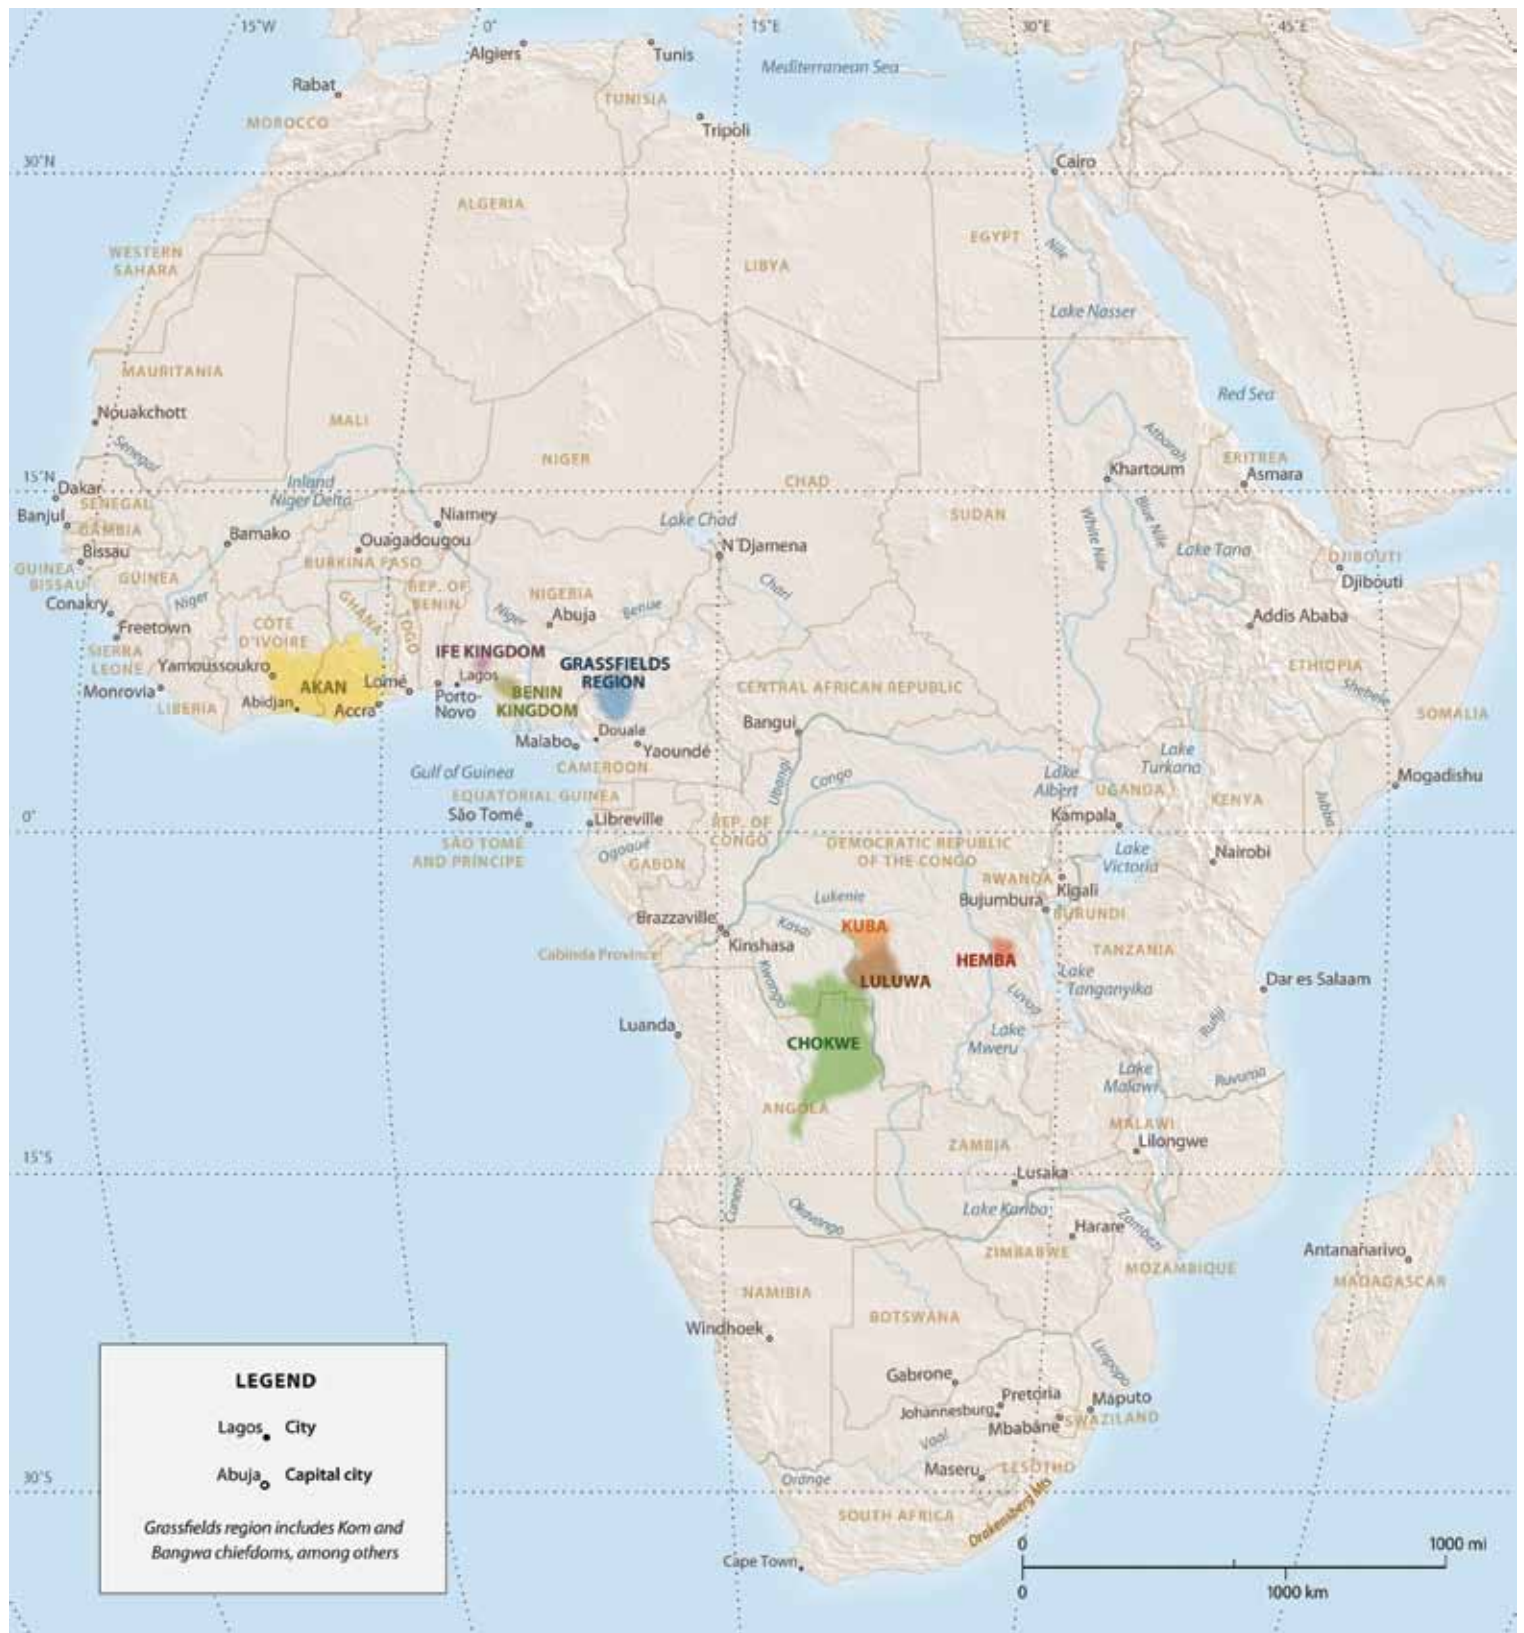 15°W
0°
15°E
30°E
45°E
Algiers
Tunis
Mediterranean Sea
Rabat
TUNISIA
MOROCCO
Tripoli
30°N
Cairo
ALGERIA
EGYPT
Nile
WESTERN
SAHARA
LIBYA
Lake Nasser
MAURITANIA
Red Sea
Nouakchott
MALI
Senegal
Atbarah
NIGER
ERITREA
Khartoum
Asmara
15°N
Inland
Niger Delta
CHAD
Dakar
SENEGAL
Banjul
GAMBIA
Niamey
Lake Chad
SUDAN
White Nile
Blue Nile
Bamako
Ouagadougou
N'Djamena
Lake Tana
DJIBOUTI
Djibouti
Bissau
GUINEA
BISSAU
GUINEA
BURKINA FASO
REP. OF
BENIN
NIGERIA
Chari
Conakry
Niger
GHANA
TOGO
Niger
Abuja
Benue
Addis Ababa
Freetown
CÔTE
D'IVOIRE
SIERRA
LEONE
Yamoussoukro
IFE KINGDOM
GRASSFIELDS
REGION
ETHIOPIA
Shebele
Monrovia
LIBERIA
Abidjan
AKAN
Accra
Lomé
Lagos
Porto-
Novo
BENIN
KINGDOM
CENTRAL AFRICAN REPUBLIC
SOMALIA
Bangui
Douale
Malabo
Yaoundé
CAMEROON
Lake
Turkana
Gulf of Guinea
Ubangi
Congo
Lake
Albert
UGANDA
Mogadishu
EQUATORIAL GUINEA
KENYA
Jubba
0°
São Tomé
Libreville
REP. OF
CONGO
Kampala
SÃO TOMÉ
AND PRÍNCIPE
Ogooué
GABON
DEMOCRATIC REPUBLIC
OF THE CONGO
Lake
Victoria
Nairobi
RWANDA
Kigali
Lukenie
Bujumbura
BURUNDI
Brazzaville
Kasai
KUBA
Kinshasa
Cabinda Province
HEMBA
TANZANIA
Kwango
LULUWA
Lake
Tanganyika
Dar es Salaam
Luvua
Luanda
CHOKWE
Lake
Mweru
Rufiji
Lake
Malawi
Ruvuma
ANGOLA
MALAWI
ZAMBIA
Lilongwe
15°S
Lusaka
Cunene
Okavango
Lake Kariba
Harare
Zambezi
ZIMBABWE
MOZAMBIQUE
Antananarivo
MADAGASCAR
NAMIBIA
BOTSWANA
Windhoek
Limpopo
Gabrone
Pretoria
Maputo
Johannesburg
Mbabane
SWAZILAND
Vaal
Maseru
LESOTHO
30°S
Orange
SOUTH AFRICA
Drakensberg Mts
Cape Town
LEGEND
Lagos City
Abuja Capital city
Grassfields region includes Kom and
Bangwa chiefdoms, among others
0 1000 mi
0 1000 km